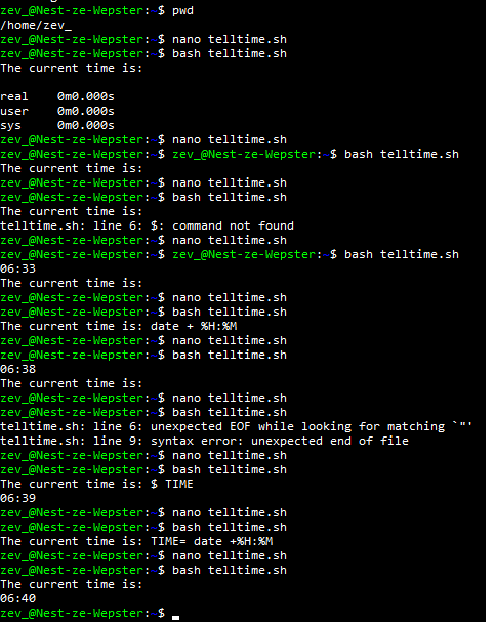 zev_@Nest-ze-Wepster:~$ pwd
/home/zev_
zev_@Nest-ze-Wepster:~$ nano telltime.sh
zev_@Nest-ze-Wepster:~$ bash telltime.sh
The current time is:
real    0m0.000s
user    0m0.000s
sys     0m0.000s
zev_@Nest-ze-Wepster:~$ nano telltime.sh
zev_@Nest-ze-Wepster:~$ zev_@Nest-ze-Wepster:~$ bash telltime.sh
The current time is:
zev_@Nest-ze-Wepster:~$ nano telltime.sh
zev_@Nest-ze-Wepster:~$ bash telltime.sh
The current time is:
telltime.sh: line 6: $: command not found
zev_@Nest-ze-Wepster:~$ nano telltime.sh
zev_@Nest-ze-Wepster:~$ zev_@Nest-ze-Wepster:~$ bash telltime.sh
06:33
The current time is:
zev_@Nest-ze-Wepster:~$ nano telltime.sh
zev_@Nest-ze-Wepster:~$ bash telltime.sh
The current time is: date + %H:%M
zev_@Nest-ze-Wepster:~$ nano telltime.sh
zev_@Nest-ze-Wepster:~$ bash telltime.sh
06:38
The current time is:
zev_@Nest-ze-Wepster:~$ nano telltime.sh
zev_@Nest-ze-Wepster:~$ bash telltime.sh
telltime.sh: line 6: unexpected EOF while looking for matching `"'
telltime.sh: line 9: syntax error: unexpected end of file
zev_@Nest-ze-Wepster:~$ nano telltime.sh
zev_@Nest-ze-Wepster:~$ bash telltime.sh
The current time is: $ TIME
06:39
zev_@Nest-ze-Wepster:~$ nano telltime.sh
zev_@Nest-ze-Wepster:~$ bash telltime.sh
The current time is: TIME= date +%H:%M
zev_@Nest-ze-Wepster:~$ nano telltime.sh
zev_@Nest-ze-Wepster:~$ bash telltime.sh
The current time is:
06:40
zev_@Nest-ze-Wepster:~$